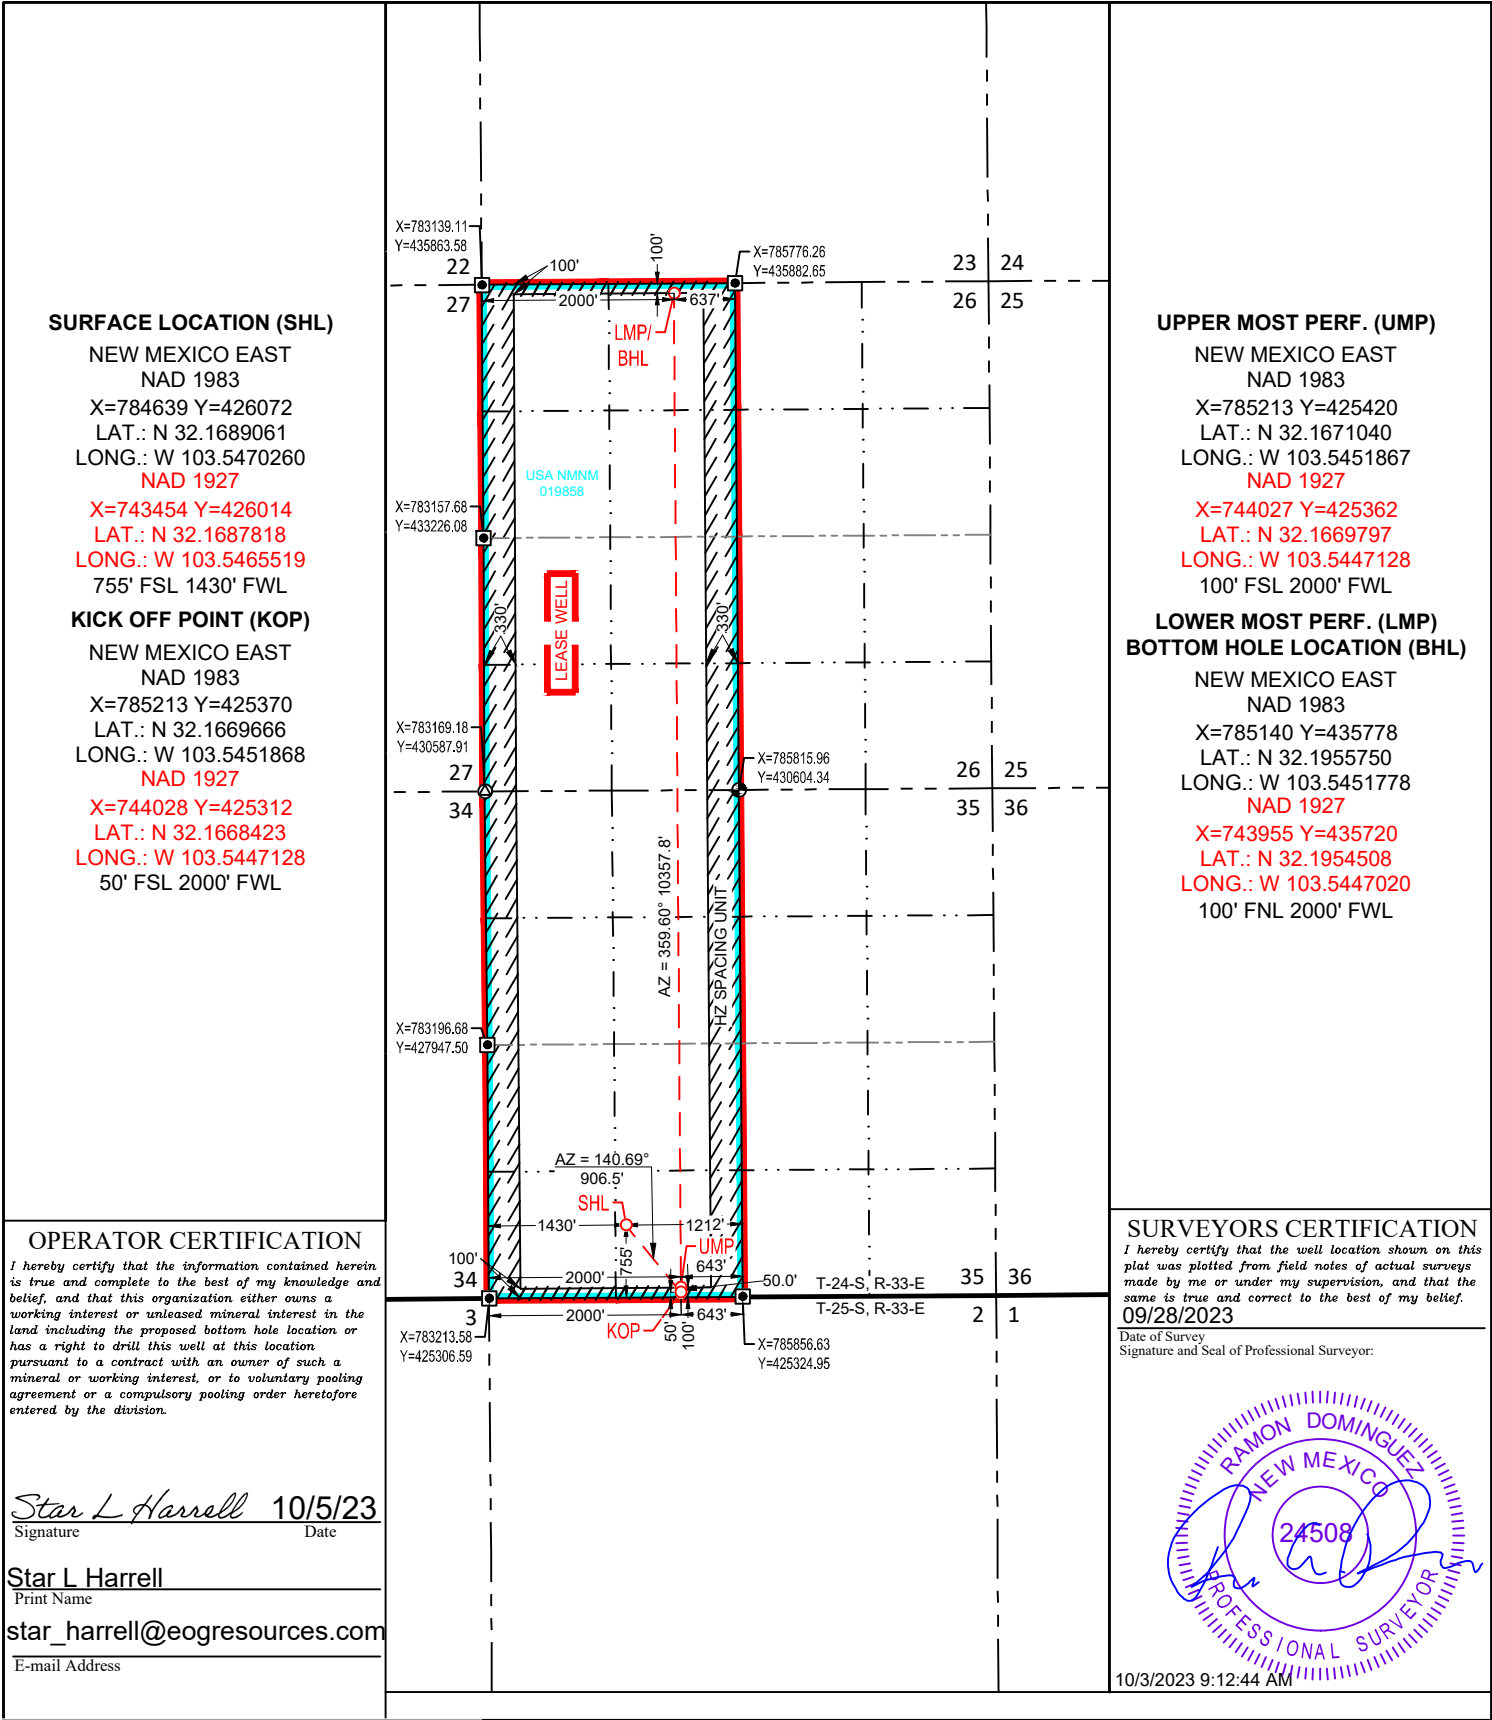 SURFACE LOCATION (SHL)
NEW MEXICO EAST
NAD 1983
X=784639 Y=426072
LAT.: N 32.1689061
LONG.: W 103.5470260
NAD 1927
X=743454 Y=426014
LAT.: N 32.1687818
LONG.: W 103.5465519
755' FSL 1430' FWL
KICK OFF POINT (KOP)
NEW MEXICO EAST
NAD 1983
X=785213 Y=425370
LAT.: N 32.1669666
LONG.: W 103.5451868
NAD 1927
X=744028 Y=425312
LAT.: N 32.1668423
LONG.: W 103.5447128
50' FSL 2000' FWL
X=783139.11
Y=435863.58
X=785776.26
Y=435882.65
22
27
23 24
26 25
100'
100'
2000'
637'
LMP/
BHL
USA NMNM
019858
X=783157.68
Y=433226.08
LEASE WELL
330'
330'
X=783169.18
Y=430587.91
X=785815.96
Y=430604.34
27
34
26 25
35 36
AZ = 359.60° 10357.8'
HZ SPACING UNIT
X=783196.68
Y=427947.50
AZ = 140.69°
906.5'
SHL
1430'
1212'
755'
UMP
100'
2000'
643'
50.0'
34
3
T-24-S, R-33-E
T-25-S, R-33-E
35 36
2 1
2000'
KOP
50'
100'
643'
X=783213.58
Y=425306.59
X=785856.63
Y=425324.95
UPPER MOST PERF. (UMP)
NEW MEXICO EAST
NAD 1983
X=785213 Y=425420
LAT.: N 32.1671040
LONG.: W 103.5451867
NAD 1927
X=744027 Y=425362
LAT.: N 32.1669797
LONG.: W 103.5447128
100' FSL 2000' FWL
LOWER MOST PERF. (LMP)
BOTTOM HOLE LOCATION (BHL)
NEW MEXICO EAST
NAD 1983
X=785140 Y=435778
LAT.: N 32.1955750
LONG.: W 103.5451778
NAD 1927
X=743955 Y=435720
LAT.: N 32.1954508
LONG.: W 103.5447020
100' FNL 2000' FWL
OPERATOR CERTIFICATION
I hereby certify that the information contained herein
is true and complete to the best of my knowledge and
belief, and that this organization either owns a
working interest or unleased mineral interest in the
land including the proposed bottom hole location or
has a right to drill this well at this location
pursuant to a contract with an owner of such a
mineral or working interest, or to voluntary pooling
agreement or a compulsory pooling order heretofore
entered by the division.
Star L Harrell 10/5/23
Signature Date
Star L Harrell
Print Name
star_harrell@eogresources.com
E-mail Address
SURVEYORS CERTIFICATION
I hereby certify that the well location shown on this
plat was plotted from field notes of actual surveys
made by me or under my supervision, and that the
same is true and correct to the best of my belief.
09/28/2023
Date of Survey
Signature and Seal of Professional Surveyor:
RAMON DOMINGUEZ
NEW MEXICO
24508
PROFESSIONAL SURVEYOR
10/3/2023 9:12:44 AM